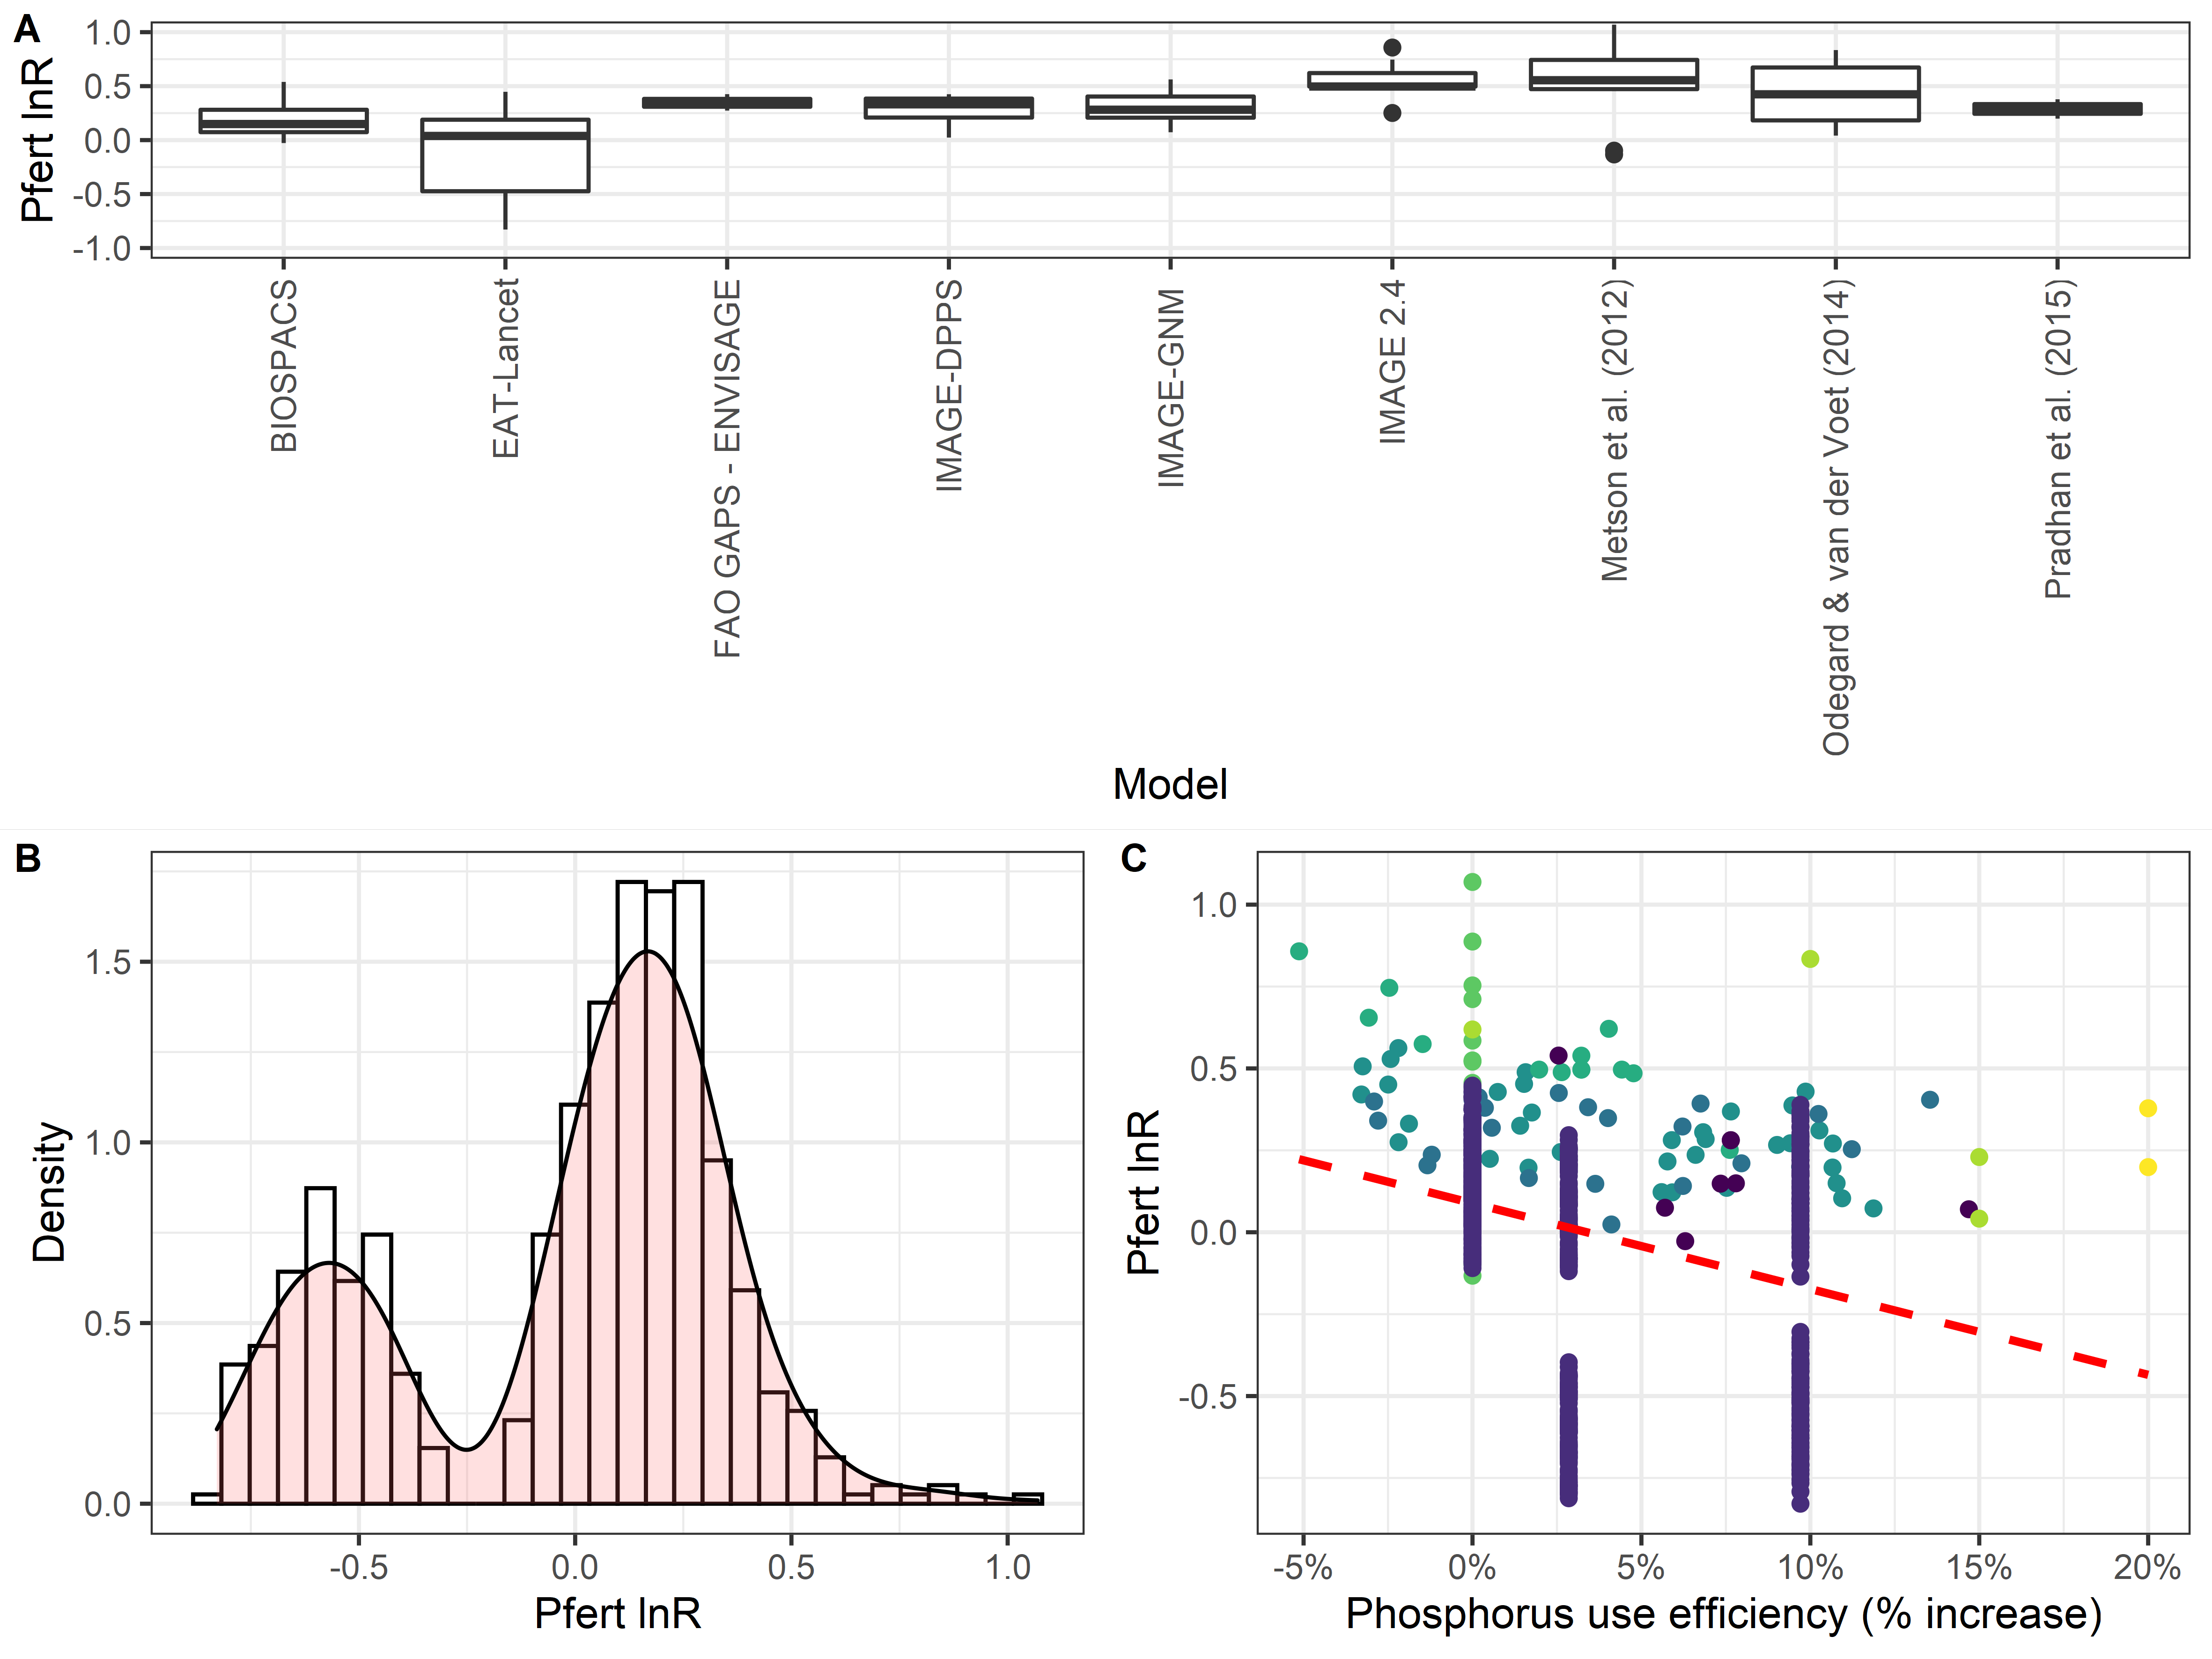 A
Pfert lnR
1.0
0.5
0.0
-0.5
-1.0
BIOSPACS
EAT-Lancet
FAO GAPS - ENVISAGE
IMAGE-DPPS
IMAGE-GNM
IMAGE 2.4
Metson et al. (2012)
Odegard & van der Voet (2014)
Pradhan et al. (2015)
Model
B
Density
1.5
1.0
0.5
0.0
-0.5
0.0
0.5
1.0
Pfert lnR
C
Pfert lnR
1.0
0.5
0.0
-0.5
-5%
0%
5%
10%
15%
20%
Phosphorus use efficiency (% increase)